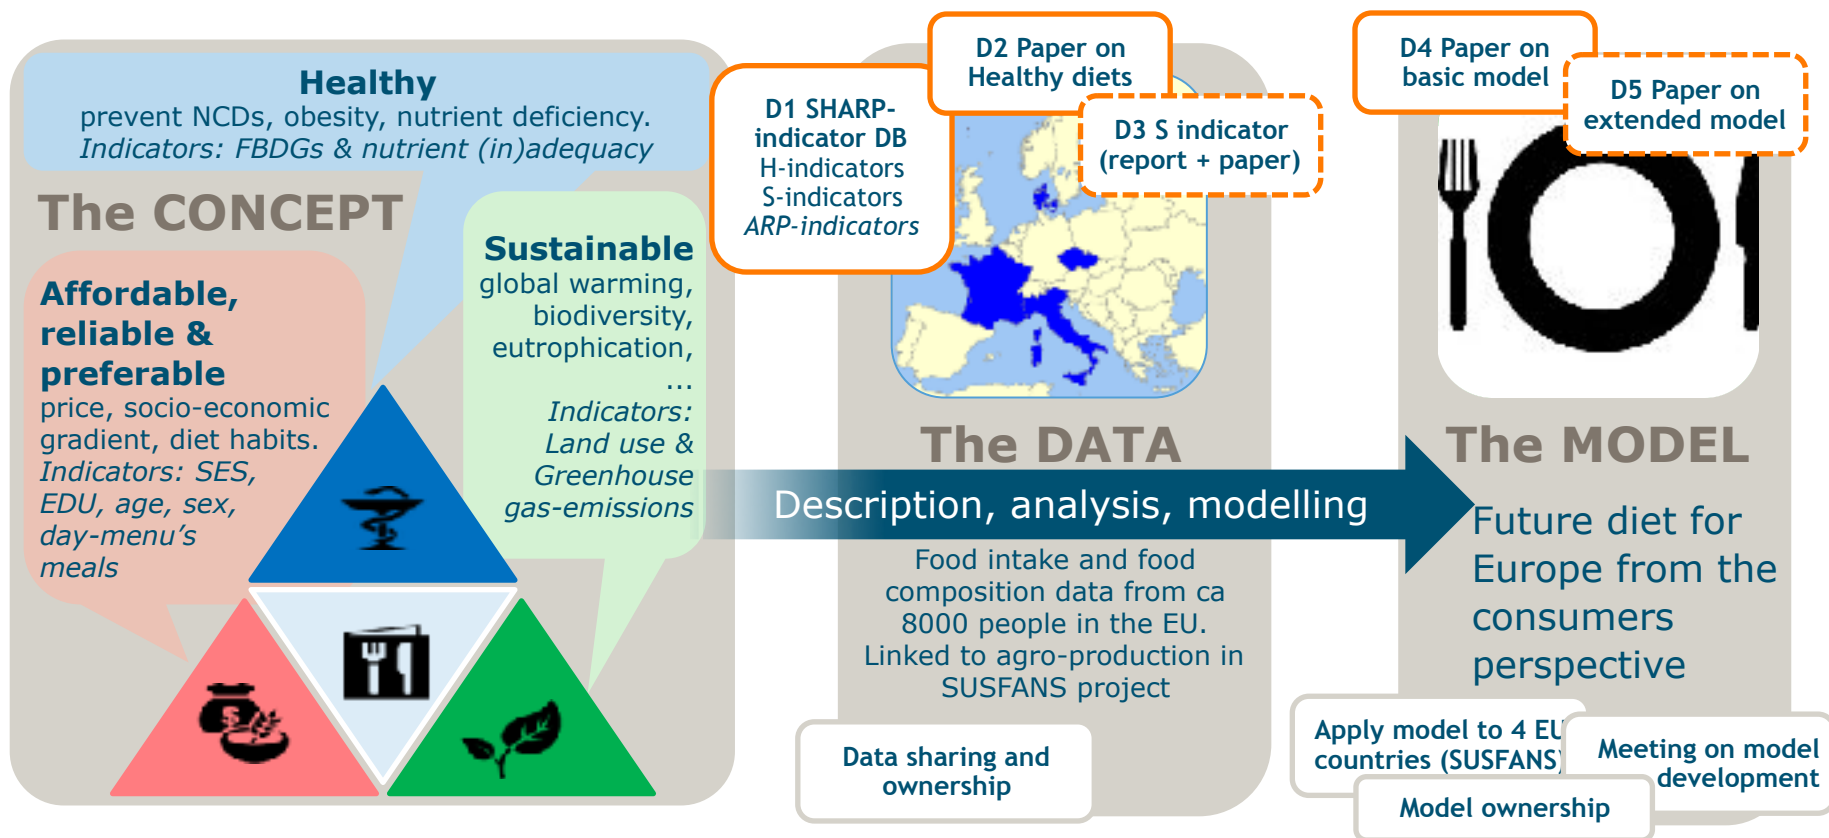 Healthy
prevent NCDs, obesity, nutrient deficiency.
Indicators: FBDGs & nutrient (in)adequacy
The CONCEPT
Affordable,
reliable &
preferable
price, socio-economic
gradient, diet habits.
Indicators: SES,
EDU, age, sex,
day-menu's
meals
Sustainable
global warming,
biodiversity,
eutrophication,
...
Indicators:
Land use &
Greenhouse
gas-emissions
D1 SHARP-
indicator DB
H-indicators
S-indicators
ARP-indicators
D2 Paper on
Healthy diets
D3 S indicator
(report + paper)
The DATA
Description, analysis, modelling
Food intake and food
composition data from ca
8000 people in the EU.
Linked to agro-production in
SUSFANS project
Data sharing and
ownership
D4 Paper on
basic model
D5 Paper on
extended model
The MODEL
Future diet for
Europe from the
consumers
perspective
Apply model to 4 EU
countries (SUSFANS)
Meeting on model
development
Model ownership